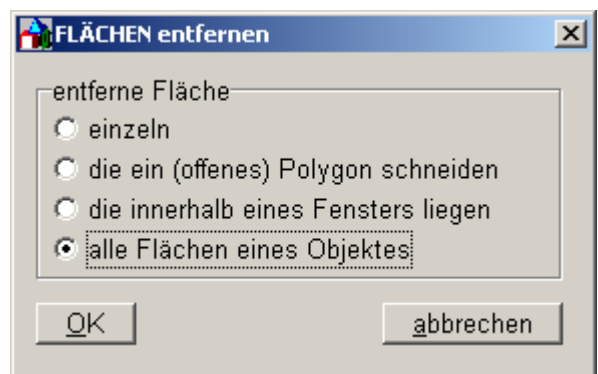 FLÄCHEN entfernen
entferne Fläche
einzeln
die ein (offenes) Polygon schneiden
die innerhalb eines Fensters liegen
alle Flächen eines Objektes
OK abbrechen